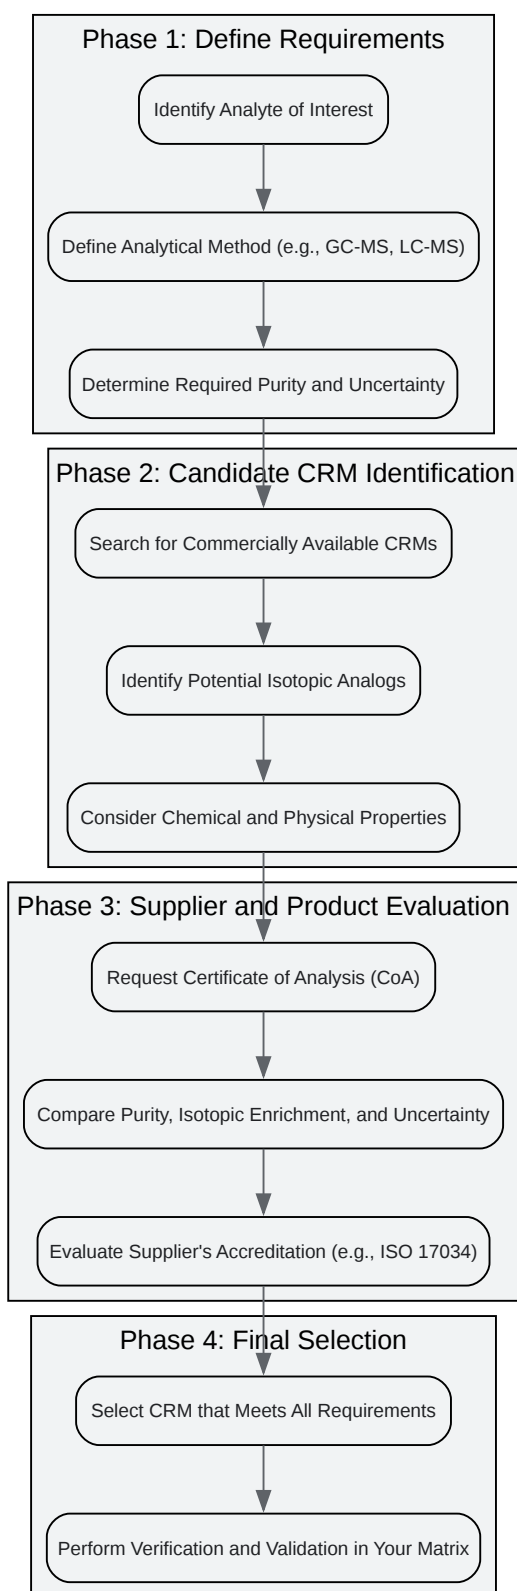 Phase 1: Define Requirements
Identify Analyte of Interest
Define Analytical Method (e.g., GC-MS, LC-MS)
Determine Required Purity and Uncertainty
Phase 2: Candidate CRM Identification
Search for Commercially Available CRMs
Identify Potential Isotopic Analogs
Consider Chemical and Physical Properties
Phase 3: Supplier and Product Evaluation
Request Certificate of Analysis (CoA)
Compare Purity, Isotopic Enrichment, and Uncertainty
Evaluate Supplier's Accreditation (e.g., ISO 17034)
Phase 4: Final Selection
Select CRM that Meets All Requirements
Perform Verification and Validation in Your Matrix